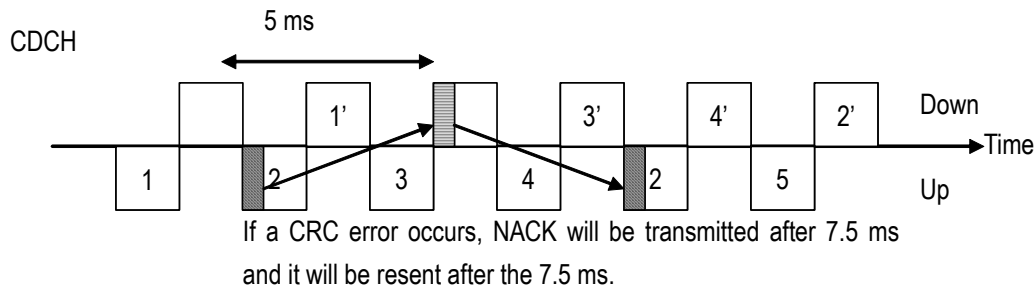 5 ms
CDCH
1’ 3’ 4’ 2’ Down
Time
1 2 3 4 2 5 Up
If a CRC error occurs, NACK will be transmitted after 7.5 ms
and it will be resent after the 7.5 ms.